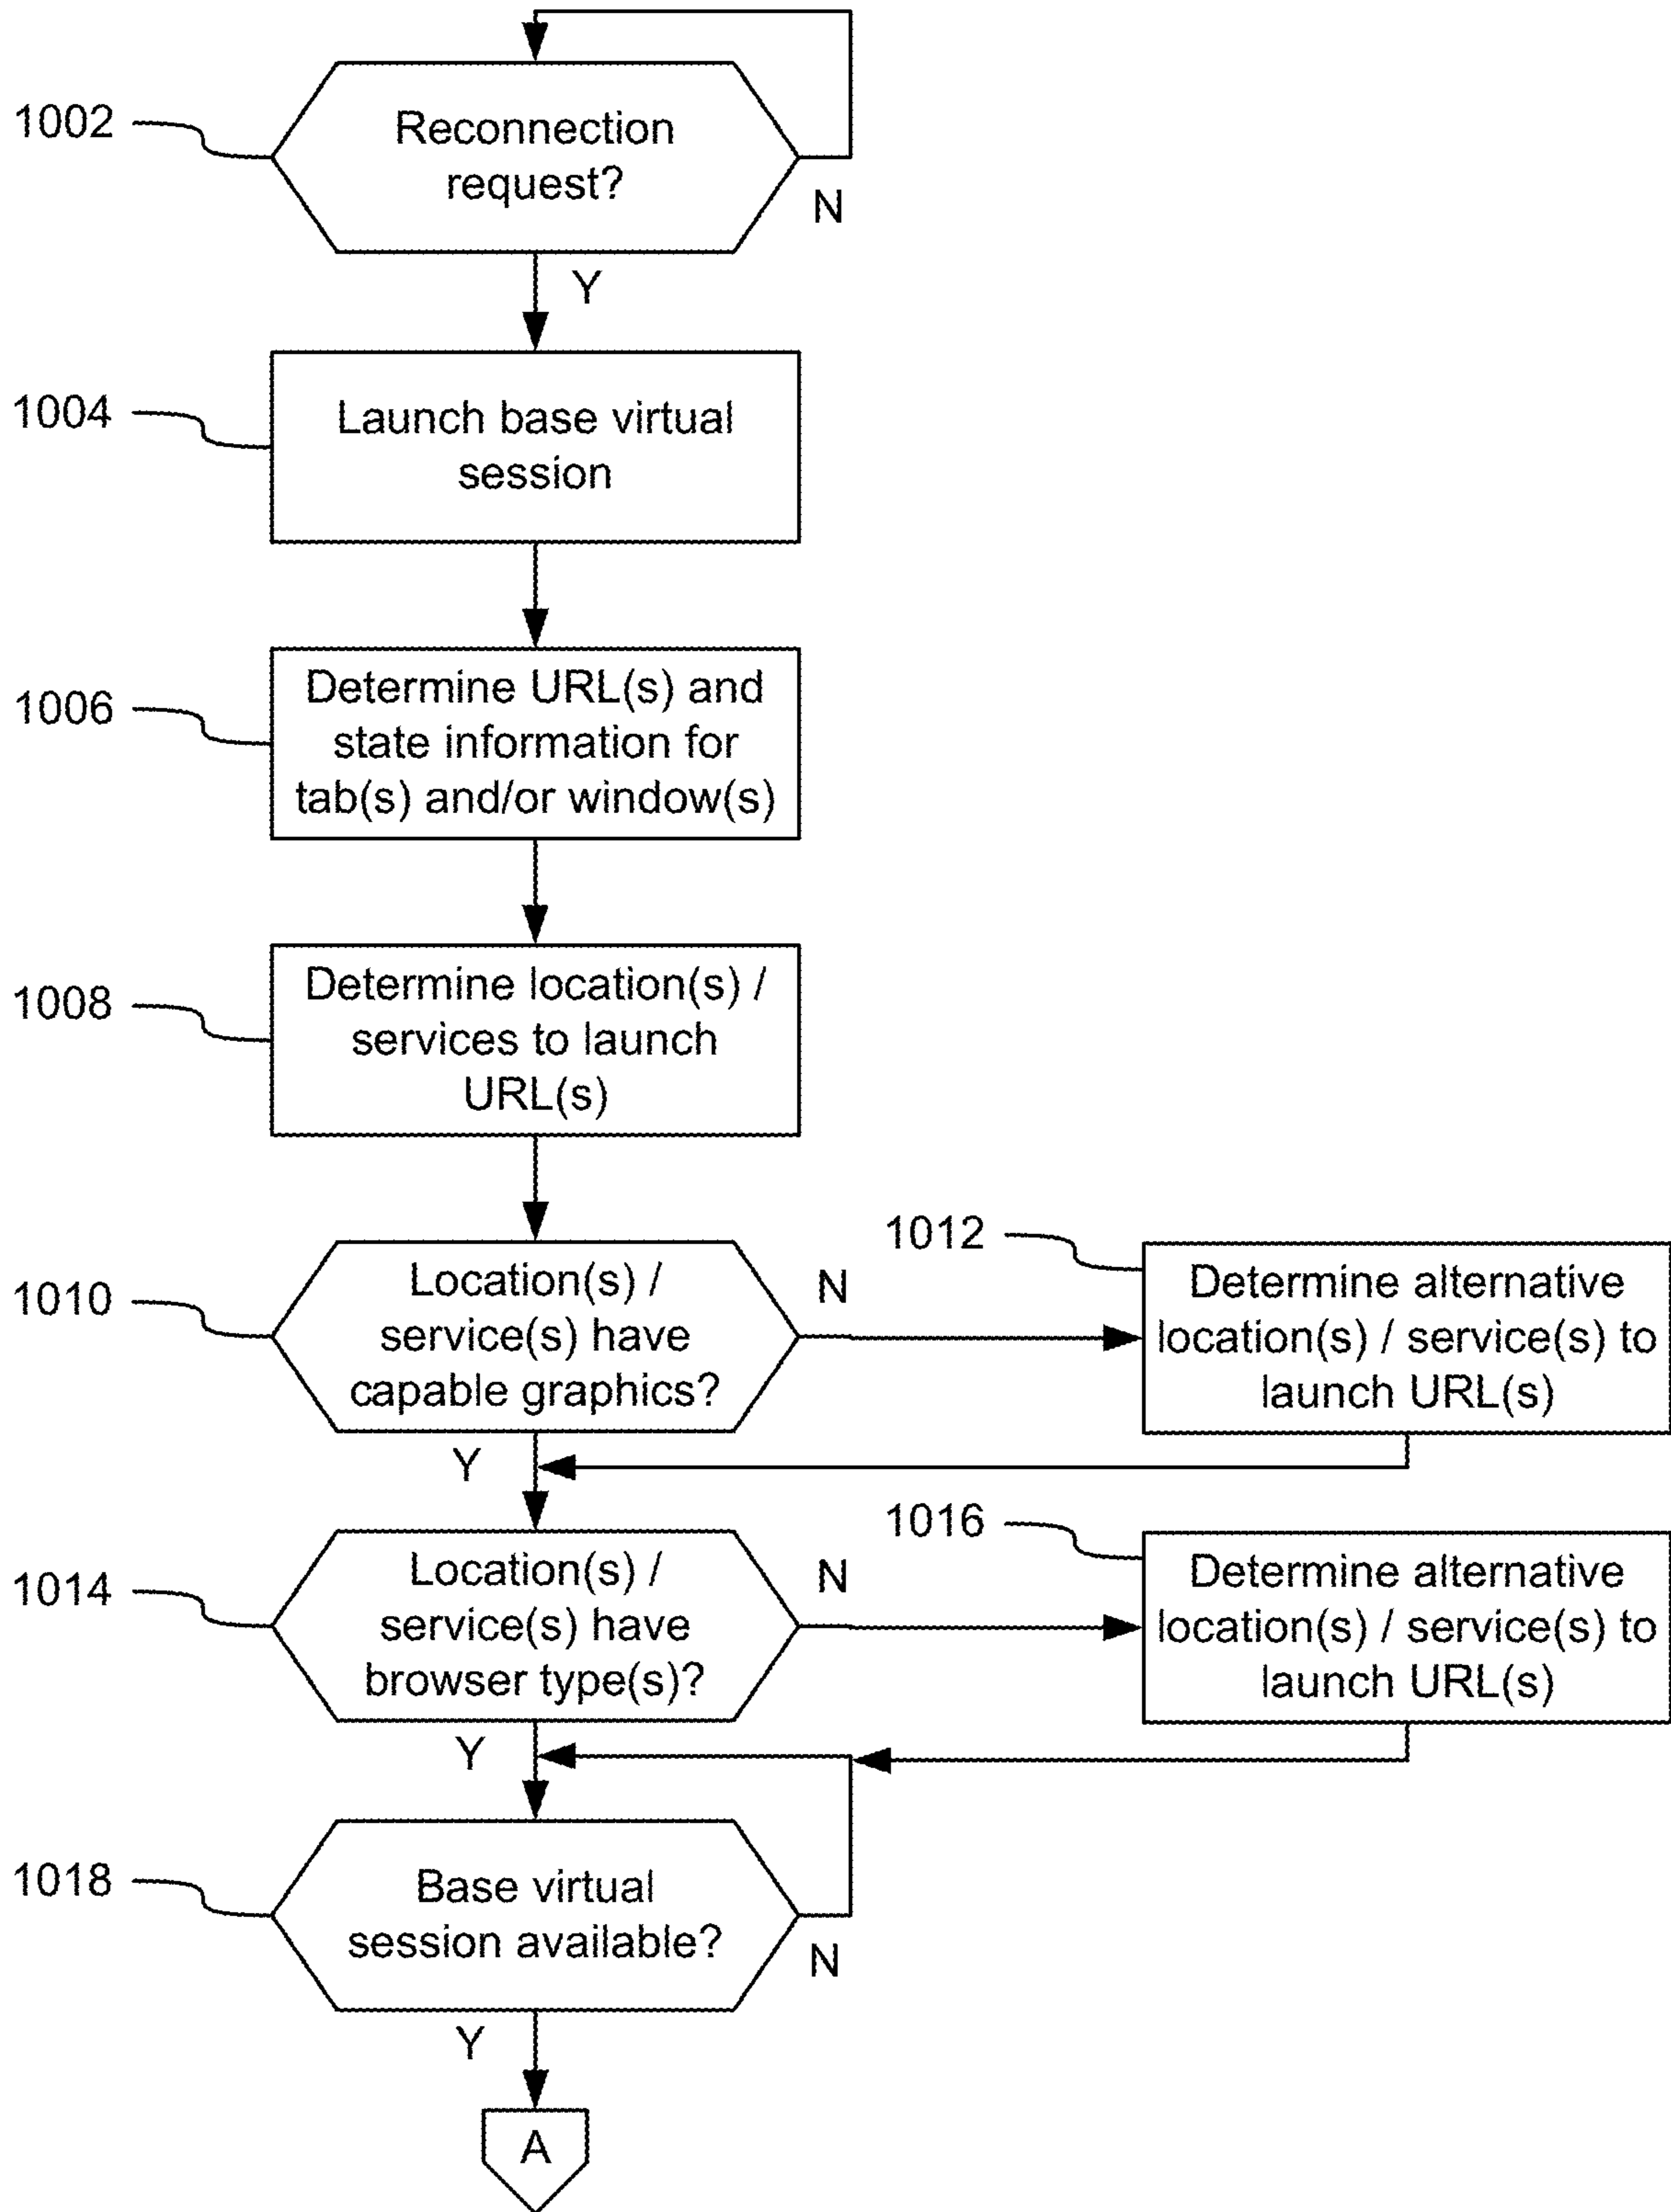 1002
Reconnection
request?
N
Y
1004
Launch base virtual
session
1006
Determine URL(s) and
state information for
tab(s) and/or window(s)
1008
Determine location(s) /
services to launch
URL(s)
1010
Location(s) /
service(s) have
capable graphics?
N
1012
Determine alternative
location(s) / service(s) to
launch URL(s)
Y
1014
Location(s) /
service(s) have
browser type(s)?
N
1016
Determine alternative
location(s) / service(s) to
launch URL(s)
Y
1018
Base virtual
session available?
N
Y
A